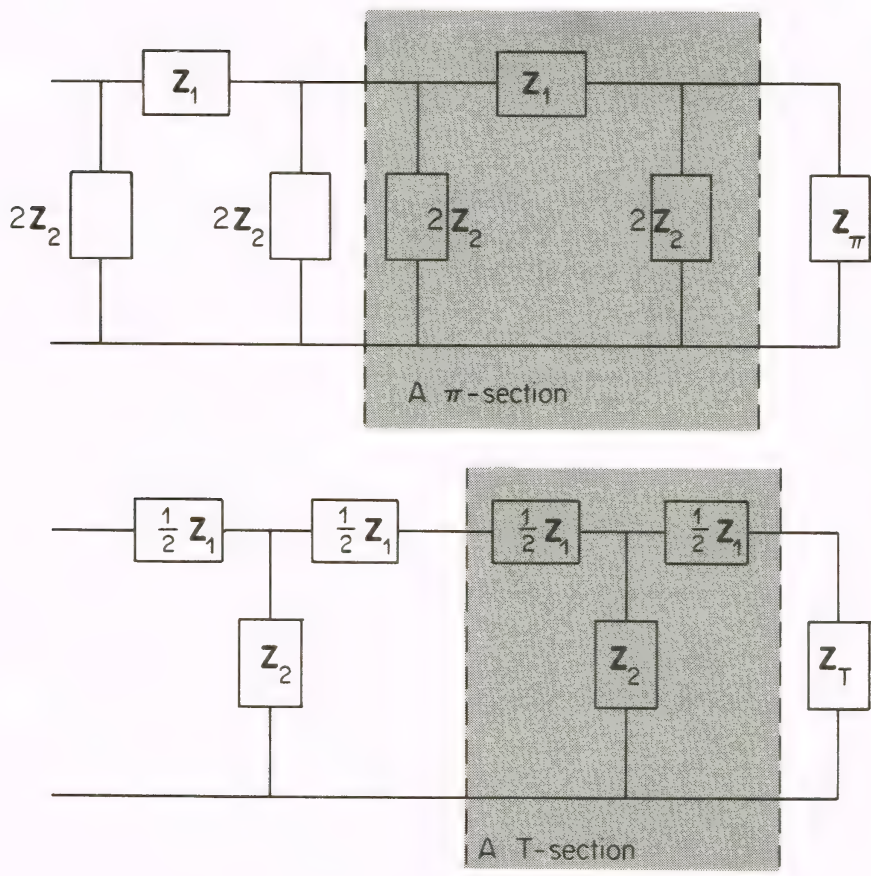 Z₁
Z₁
2Z₂
2Z₂
2Z₂
2Z₂
Zπ
A π-section
½ Z₁
½ Z₁
½ Z₁
½ Z₁
Z₂
Z₂
Z_T
A T-section